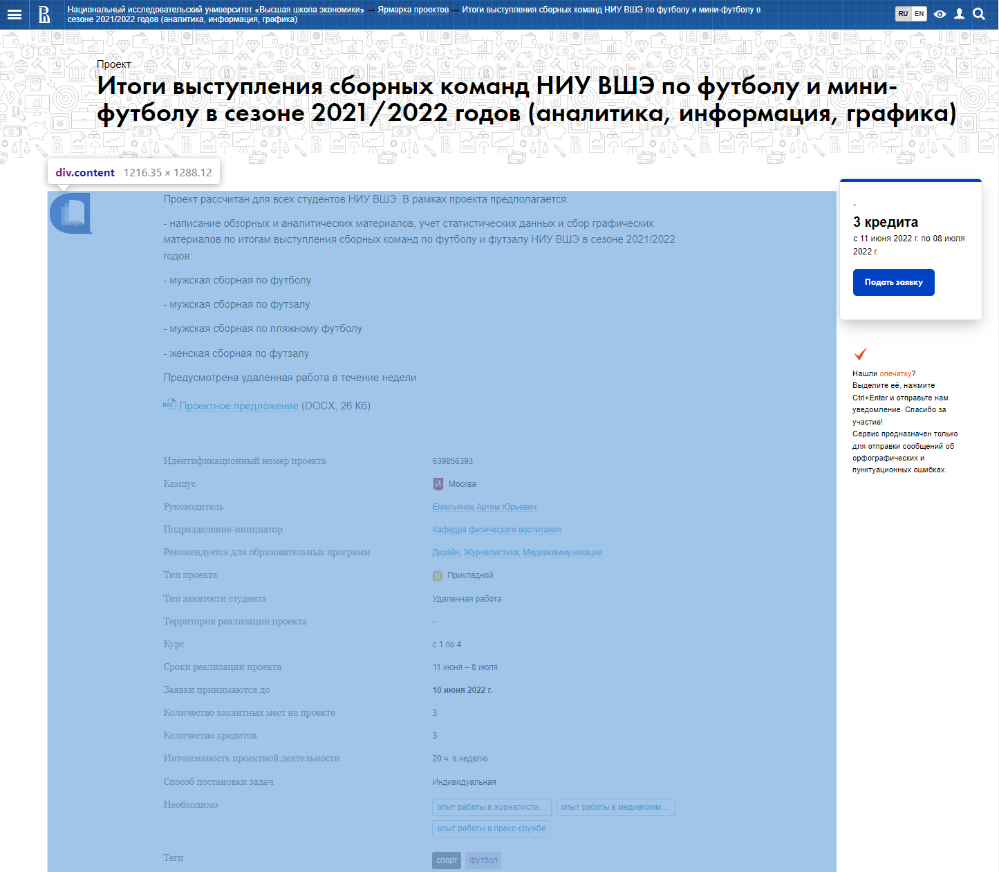 Национальный исследовательский университет «Высшая школа экономики» → Ярмарка проектов → Итоги выступления сборных команд НИУ ВШЭ по футболу и мини-футболу в
сезоне 2021/2022 годов (аналитика, информация, графика)
RU EN
Проект
Итоги выступления сборных команд НИУ ВШЭ по футболу и мини-
футболу в сезоне 2021/2022 годов (аналитика, информация, графика)
div.content 1216.35 × 1288.12
Проект рассчитан для всех студентов НИУ ВШЭ. В рамках проекта предполагается:
- написание обзорных и аналитических материалов, учет статистических данных и сбор графических
материалов по итогам выступления сборных команд по футболу и футзалу НИУ ВШЭ в сезоне 2021/2022
годов:
- мужская сборная по футболу
- мужская сборная по футзалу
- мужская сборная по пляжному футболу
- женская сборная по футзалу
Предусмотрена удаленная работа в течение недели.
DOC Проектное предложение (DOCX, 26 Кб)
Идентификационный номер проекта 639856393
Кампус Москва
Руководитель Емельянов Артем Юрьевич
Подразделение-инициатор Кафедра физического воспитания
Рекомендуется для образовательных программ Дизайн, Журналистика, Медиакоммуникации
Тип проекта Прикладной
Тип занятости студента Удаленная работа
Территория реализации проекта -
Курс с 1 по 4
Сроки реализации проекта 11 июня – 8 июля
Заявки принимаются до 10 июня 2022 г.
Количество вакантных мест на проекте 3
Количество кредитов 3
Интенсивность проектной деятельности 20 ч. в неделю
Способ постановки задач Индивидуальная
Необходимо опыт работы в журналисти... опыт работы в медиакомм...
опыт работы в пресс-службе
Теги спорт футбол
-
3 кредита
с 11 июня 2022 г. по 08 июля
2022 г.
Подать заявку
Нашли опечатку?
Выделите её, нажмите
Ctrl+Enter и отправьте нам
уведомление. Спасибо за
участие!
Сервис предназначен только
для отправки сообщений об
орфографических и
пунктуационных ошибках.